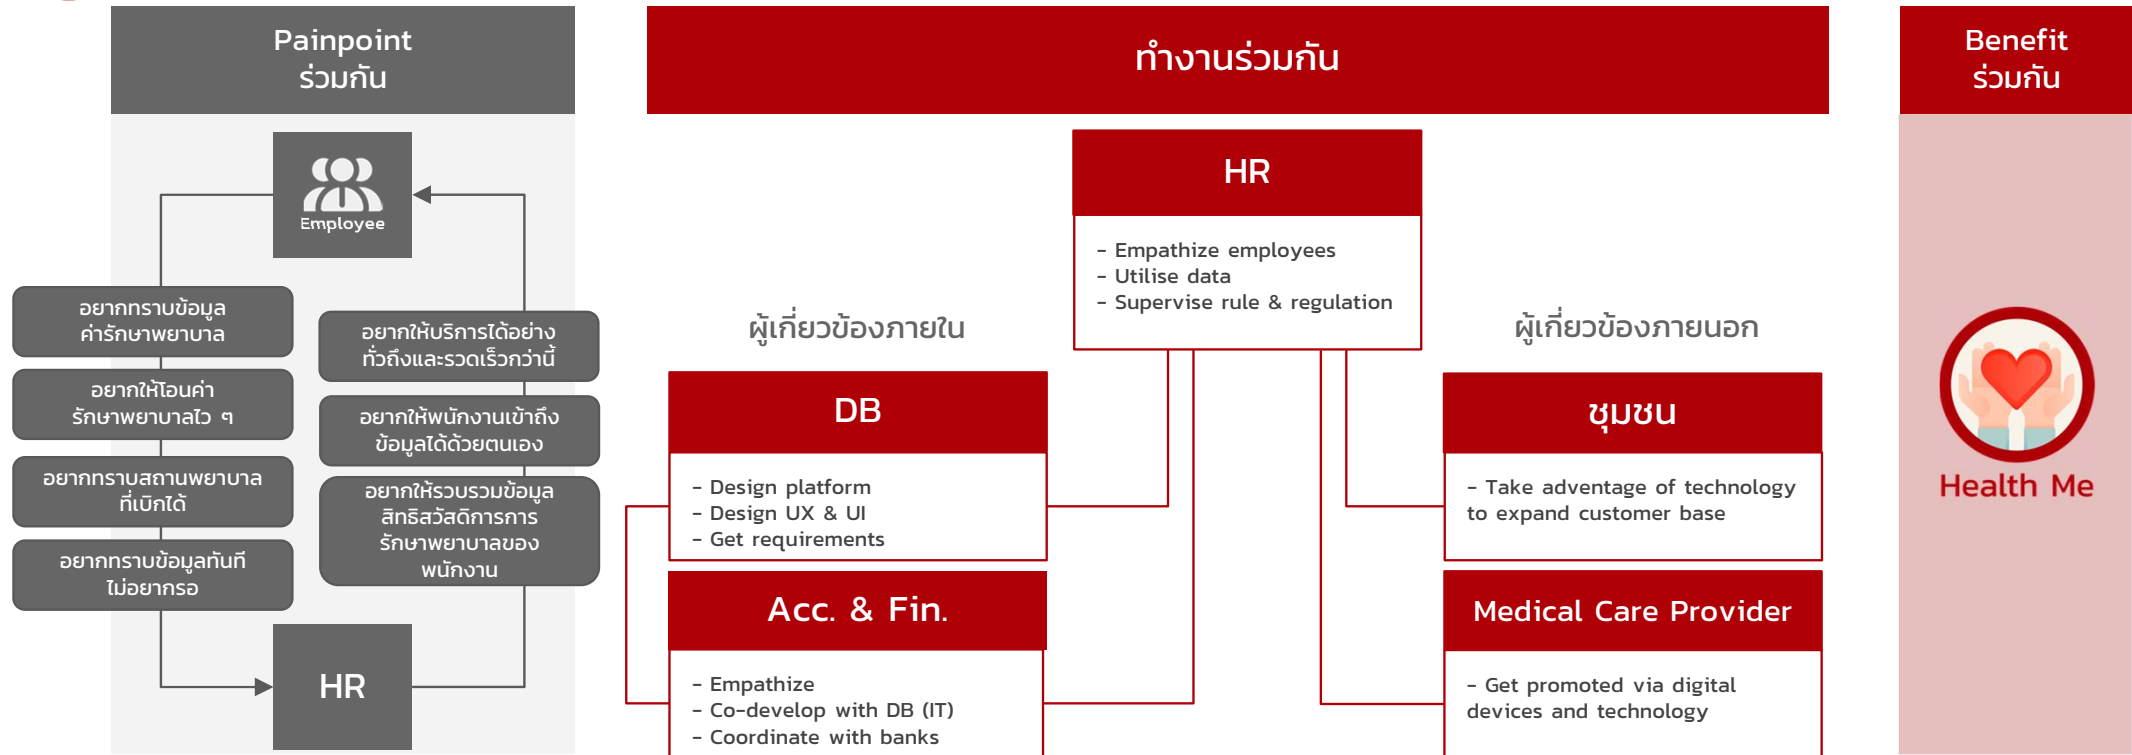 Painpoint
ร่วมกัน
Employee
อยากทราบข้อมูล
ค่ารักษาพยาบาล
อยากให้โอนค่า
รักษาพยาบาลไว ๆ
อยากทราบสถานพยาบาล
ที่เบิกได้
อยากทราบข้อมูลทันที
ไม่อยากรอ
อยากให้บริการได้อย่าง
ทั่วถึงและรวดเร็วกว่านี้
อยากให้พนักงานเข้าถึง
ข้อมูลได้ด้วยตนเอง
อยากให้รวบรวมข้อมูล
สิทธิสวัสดิการการ
รักษาพยาบาลของ
พนักงาน
HR
ทำงานร่วมกัน
HR
- Empathize employees
- Utilise data
- Supervise rule & regulation
ผู้เกี่ยวข้องภายใน
DB
- Design platform
- Design UX & UI
- Get requirements
Acc. & Fin.
- Empathize
- Co-develop with DB (IT)
- Coordinate with banks
ผู้เกี่ยวข้องภายนอก
ชุมชน
- Take adventage of technology
to expand customer base
Medical Care Provider
- Get promoted via digital
devices and technology
Benefit
ร่วมกัน
Health Me